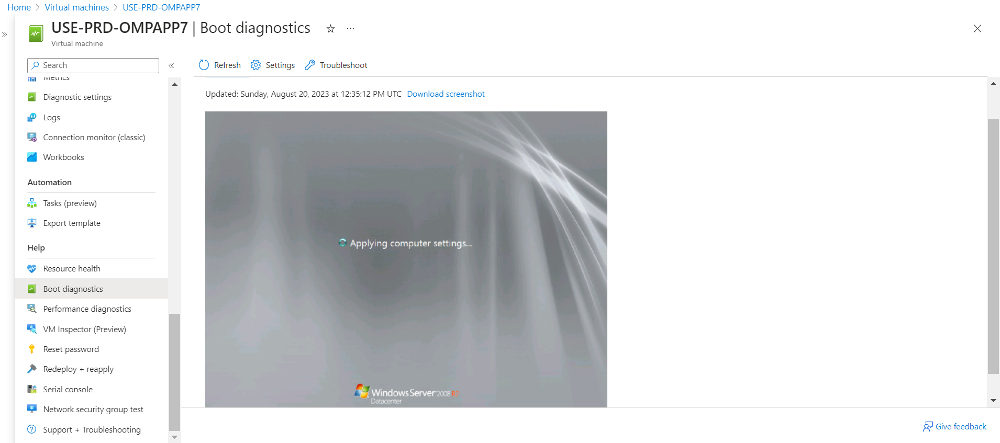 Home > Virtual machines > USE-PRD-OMPAPP7
USE-PRD-OMPAPP7 | Boot diagnostics
Virtual machine
Search
Refresh Settings Troubleshoot
Metrics
Diagnostic settings
Logs
Connection monitor (classic)
Workbooks
Automation
Tasks (preview)
Export template
Help
Resource health
Boot diagnostics
Performance diagnostics
VM Inspector (Preview)
Reset password
Redeploy + reapply
Serial console
Network security group test
Support + Troubleshooting
Updated: Sunday, August 20, 2023 at 12:35:12 PM UTC Download screenshot
Applying computer settings...
Windows Server 2008 R2
Datacenter
Give feedback